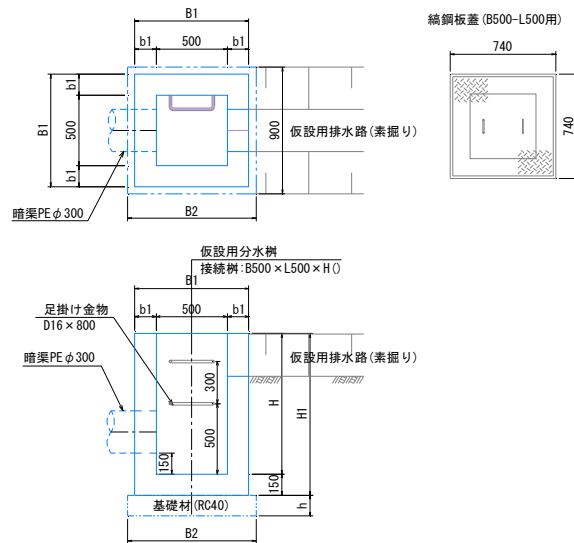 B1
b1
500
b1
縞鋼板蓋(B500-L500用)
740
740
B1
b1
500
b1
900
仮設用排水路(素掘り)
暗渠PEφ300
B2
仮設用分水桝
接続桝:B500×L500×H()
B1
b1
500
b1
足掛け金物
D16×800
暗渠PEφ300
仮設用排水路(素掘り)
300
500
150
H
H1
150
h
基礎材(RC40)
B2